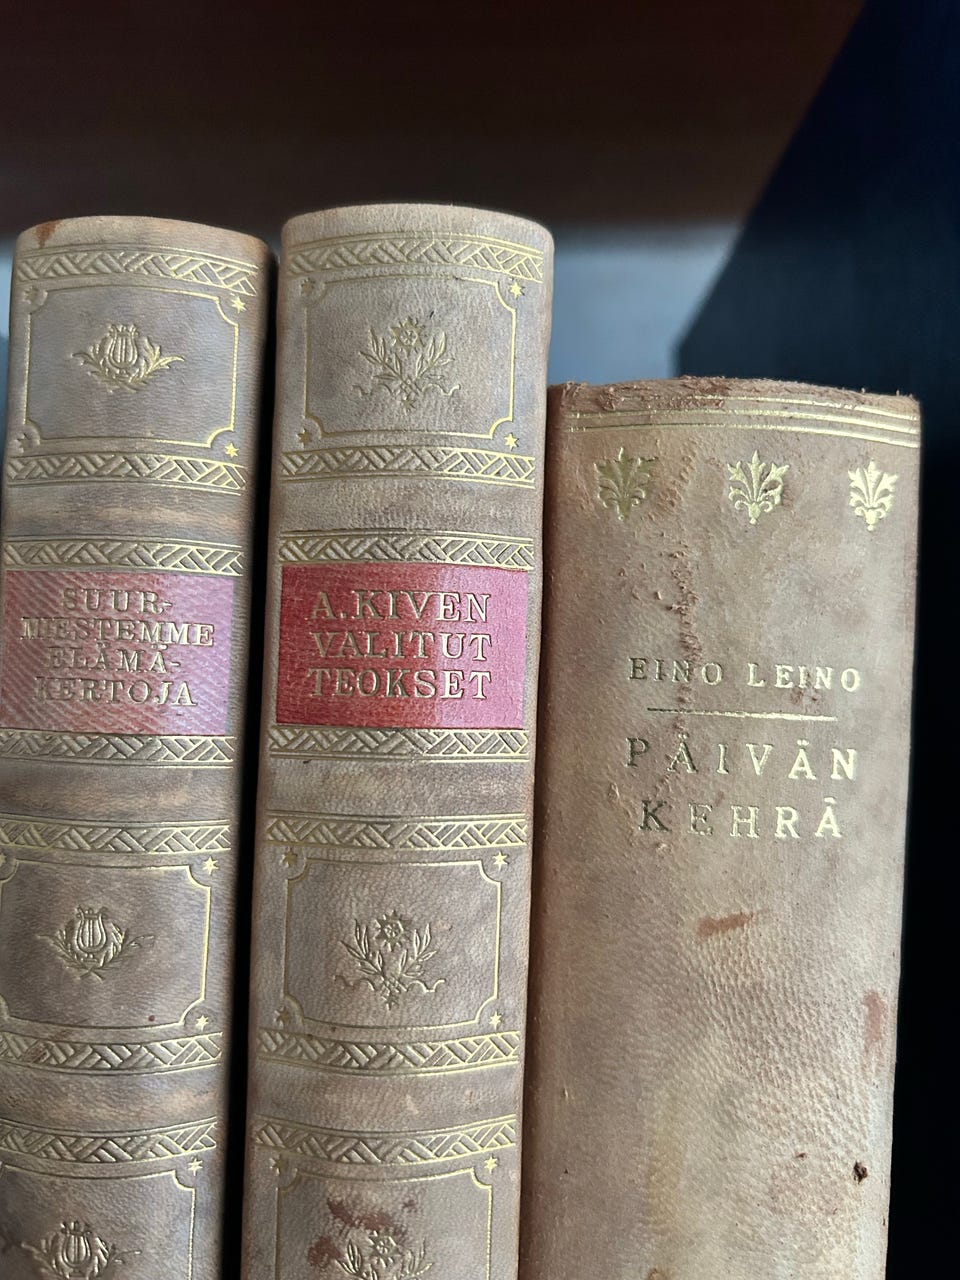 SUUR-
MIESTEMME
ELÄMÄ-
KERTOJA
A. KIVEN
VALITUT
TEOKSET
EINO LEINO
PÄIVÄN
KEHRÄ